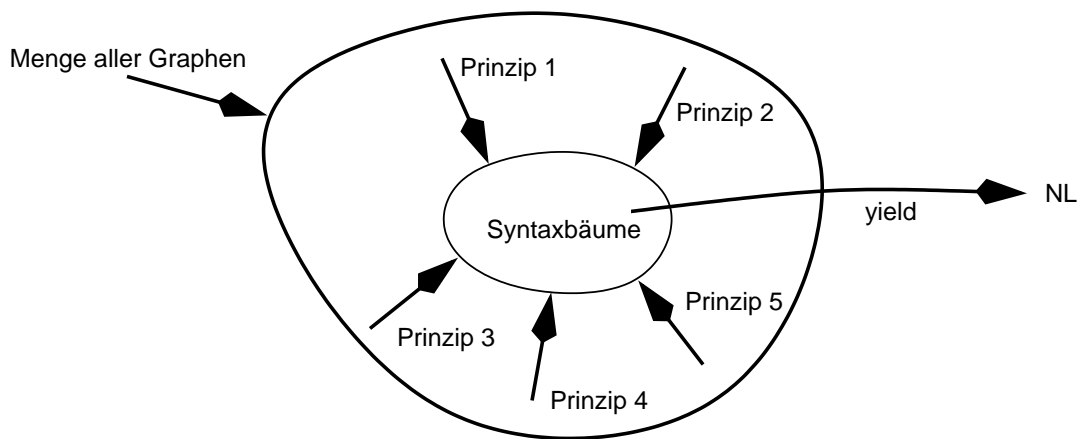 Menge aller Graphen
Prinzip 1
Prinzip 2
NL
yield
Syntaxbäume
Prinzip 5
Prinzip 3
Prinzip 4